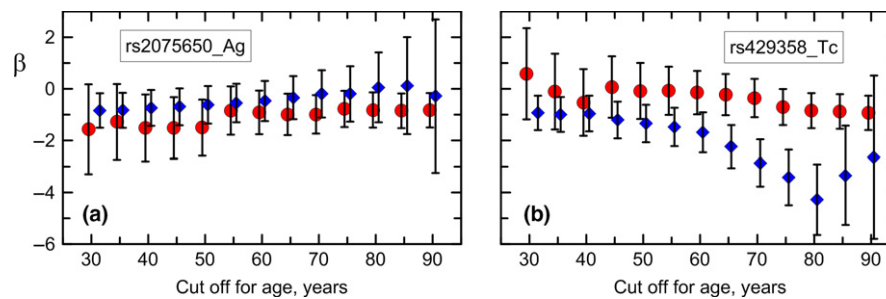 rs2075650_Ag
rs429358_Tc
β
2
0
−2
−4
−6
(a)
(b)
30 40 50 60 70 80 90
30 40 50 60 70 80 90
Cut off for age, years
Cut off for age, years